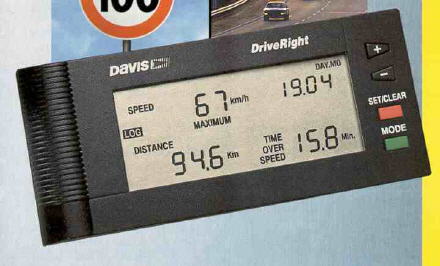 100
DAVIS
DriveRight
DAY.MO
SPEED 67 km/h 19.04
MAXIMUM
LOG
DISTANCE 94.6 Km
TIME OVER SPEED 15.8 Min.
+
-
SET/CLEAR
MODE